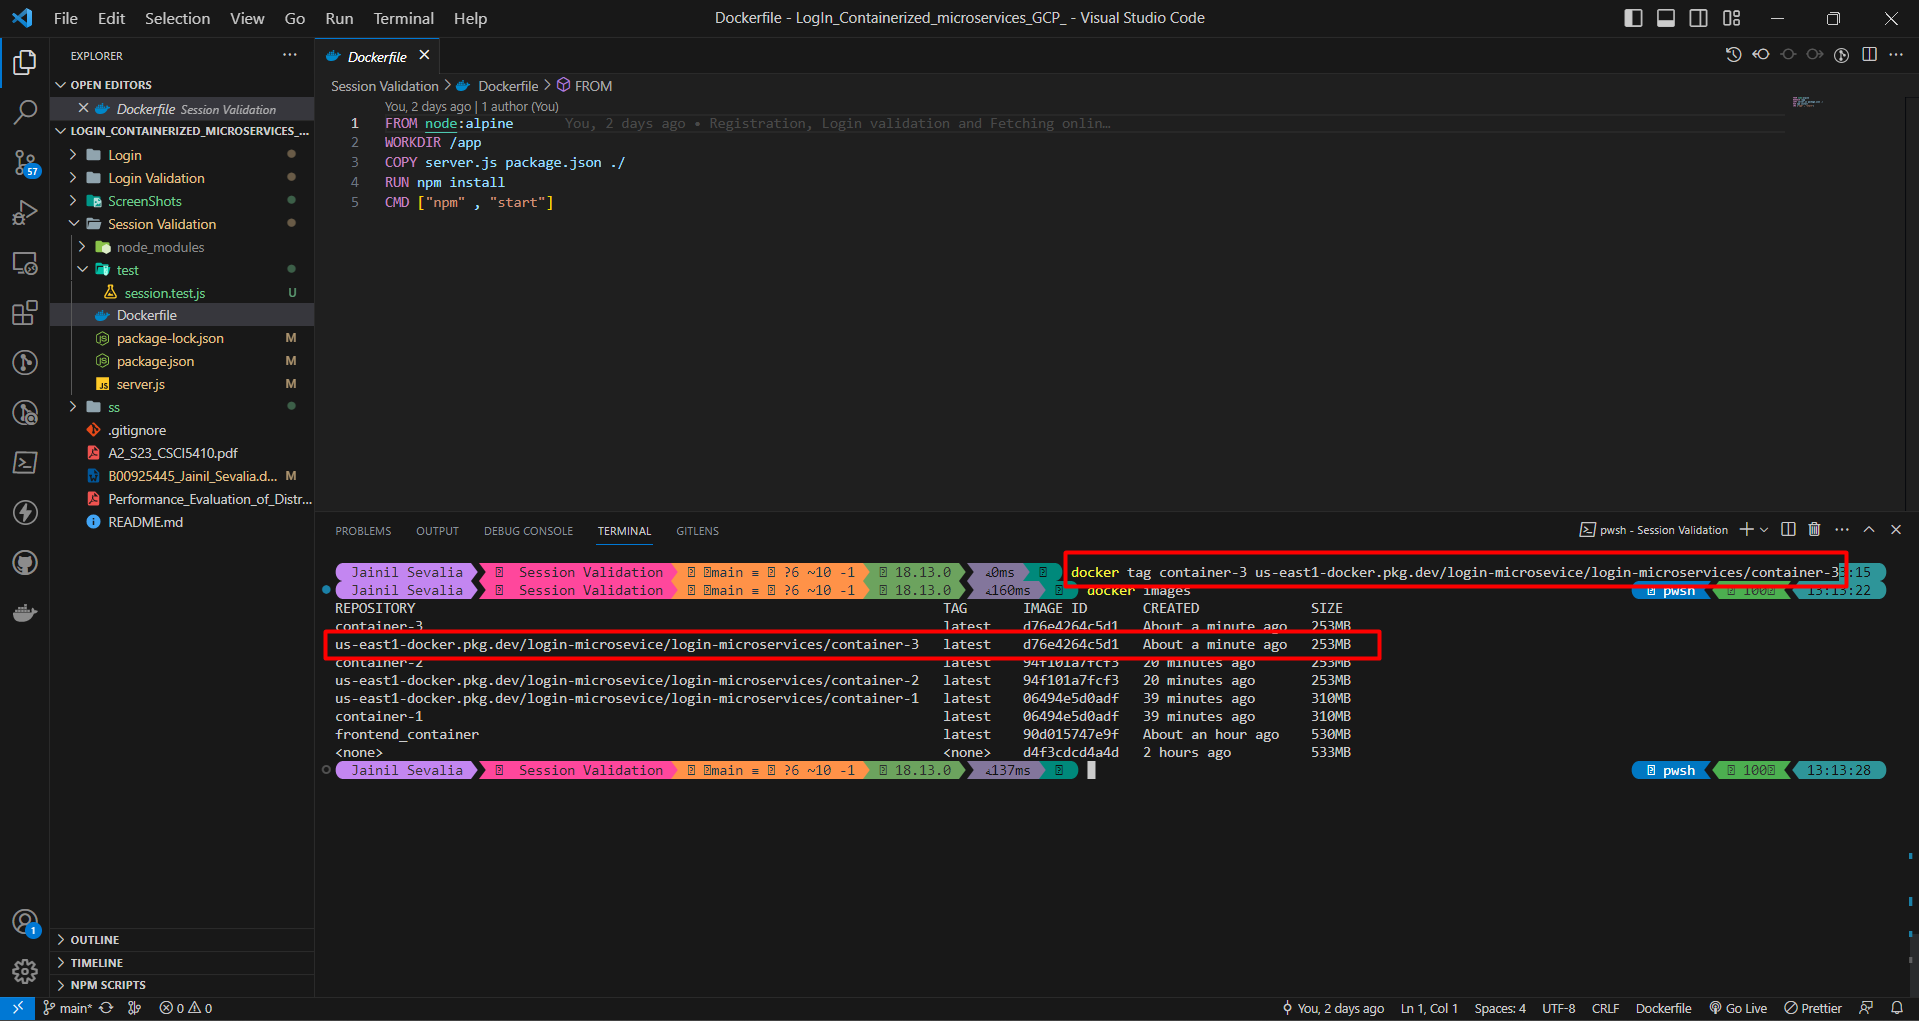 File Edit Selection View Go Run Terminal Help
Dockerfile - LogIn_Containerized_microservices_GCP_ - Visual Studio Code
EXPLORER
OPEN EDITORS
Dockerfile Session Validation
LOGIN_CONTAINERIZED_MICROSERVICES_...
Login
Login Validation
ScreenShots
Session Validation
node_modules
test
session.test.js U
Dockerfile
package-lock.json M
package.json M
server.js M
ss
.gitignore
A2_S23_CSCI5410.pdf
B00925445_Jainil_Sevalia.d... M
Performance_Evaluation_of_Distr...
README.md
OUTLINE
TIMELINE
NPM SCRIPTS
57
1
Dockerfile
Session Validation > Dockerfile > FROM
You, 2 days ago | 1 author (You)
1 FROM node:alpine You, 2 days ago • Registration, Login validation and Fetching onlin…
2 WORKDIR /app
3 COPY server.js package.json ./
4 RUN npm install
5 CMD ["npm" , "start"]
PROBLEMS OUTPUT DEBUG CONSOLE TERMINAL GITLENS
pwsh - Session Validation
Jainil Sevalia Session Validation main ≡ ?6 ~10 -1 18.13.0 0ms docker tag container-3 us-east1-docker.pkg.dev/login-microsevice/login-microservices/container-3 :15
Jainil Sevalia Session Validation main ≡ ?6 ~10 -1 18.13.0 160ms docker images pwsh 100 13:13:22
REPOSITORY TAG IMAGE ID CREATED SIZE
container-3 latest d76e4264c5d1 About a minute ago 253MB
us-east1-docker.pkg.dev/login-microsevice/login-microservices/container-3 latest d76e4264c5d1 About a minute ago 253MB
container-2 latest 94f101a7fcf3 20 minutes ago 253MB
us-east1-docker.pkg.dev/login-microsevice/login-microservices/container-2 latest 94f101a7fcf3 20 minutes ago 253MB
us-east1-docker.pkg.dev/login-microsevice/login-microservices/container-1 latest 06494e5d0adf 39 minutes ago 310MB
container-1 latest 06494e5d0adf 39 minutes ago 310MB
frontend_container latest 90d015747e9f About an hour ago 530MB
<none> <none> d4f3cdcd4a4d 2 hours ago 533MB
Jainil Sevalia Session Validation main ≡ ?6 ~10 -1 18.13.0 137ms pwsh 100 13:13:28
main* 0 0 You, 2 days ago Ln 1, Col 1 Spaces: 4 UTF-8 CRLF Dockerfile Go Live Prettier